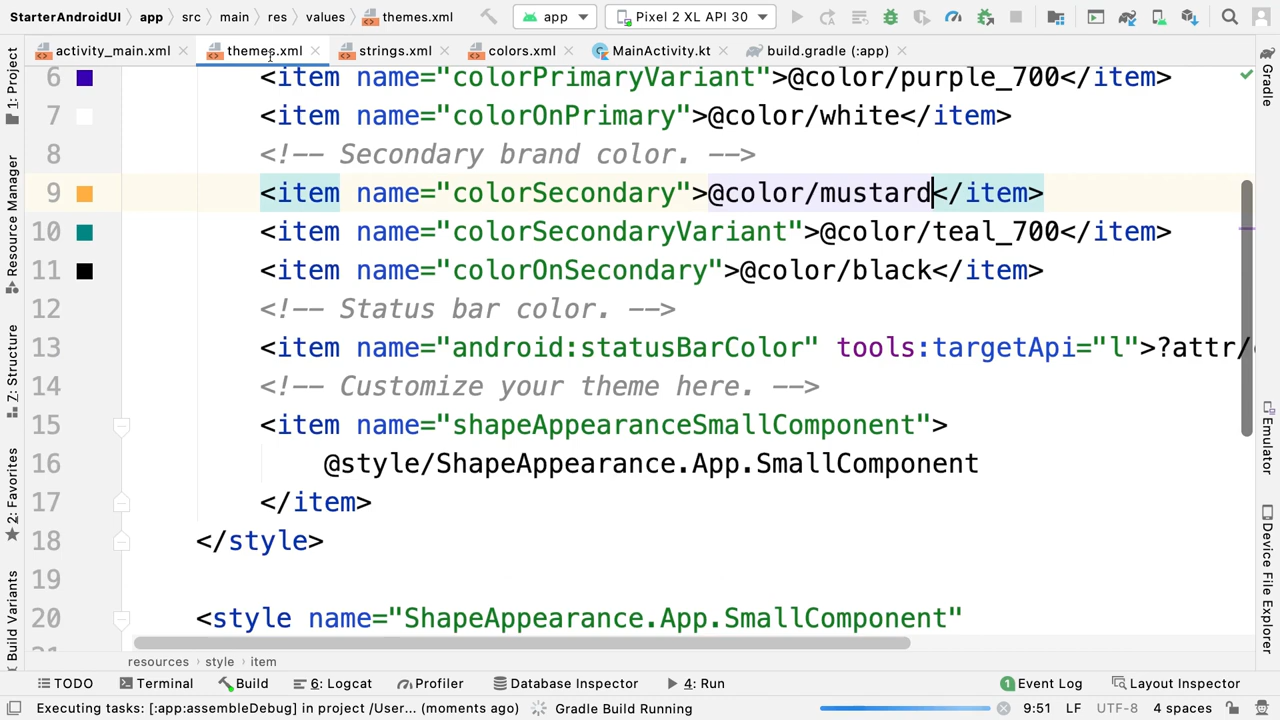 StarterAndroidUI app src main res values themes.xml app Pixel 2 XL API 30
activity_main.xml themes.xml strings.xml colors.xml MainActivity.kt build.gradle (:app)
1: Project
Resource Manager
Z: Structure
2: Favorites
Build Variants
6 <item name="colorPrimaryVariant">@color/purple_700</item>
7 <item name="colorOnPrimary">@color/white</item>
8 <!-- Secondary brand color. -->
9 <item name="colorSecondary">@color/mustard</item>
10 <item name="colorSecondaryVariant">@color/teal_700</item>
11 <item name="colorOnSecondary">@color/black</item>
12 <!-- Status bar color. -->
13 <item name="android:statusBarColor" tools:targetApi="l">?attr/
14 <!-- Customize your theme here. -->
15 <item name="shapeAppearanceSmallComponent">
16 @style/ShapeAppearance.App.SmallComponent
17 </item>
18 </style>
19
20 <style name="ShapeAppearance.App.SmallComponent"
Gradle
Emulator
Device File Explorer
resources style item
TODO Terminal Build 6: Logcat Profiler Database Inspector 4: Run 1 Event Log Layout Inspector
Executing tasks: [:app:assembleDebug] in project /User... (moments ago) Gradle Build Running 9:51 LF UTF-8 4 spaces